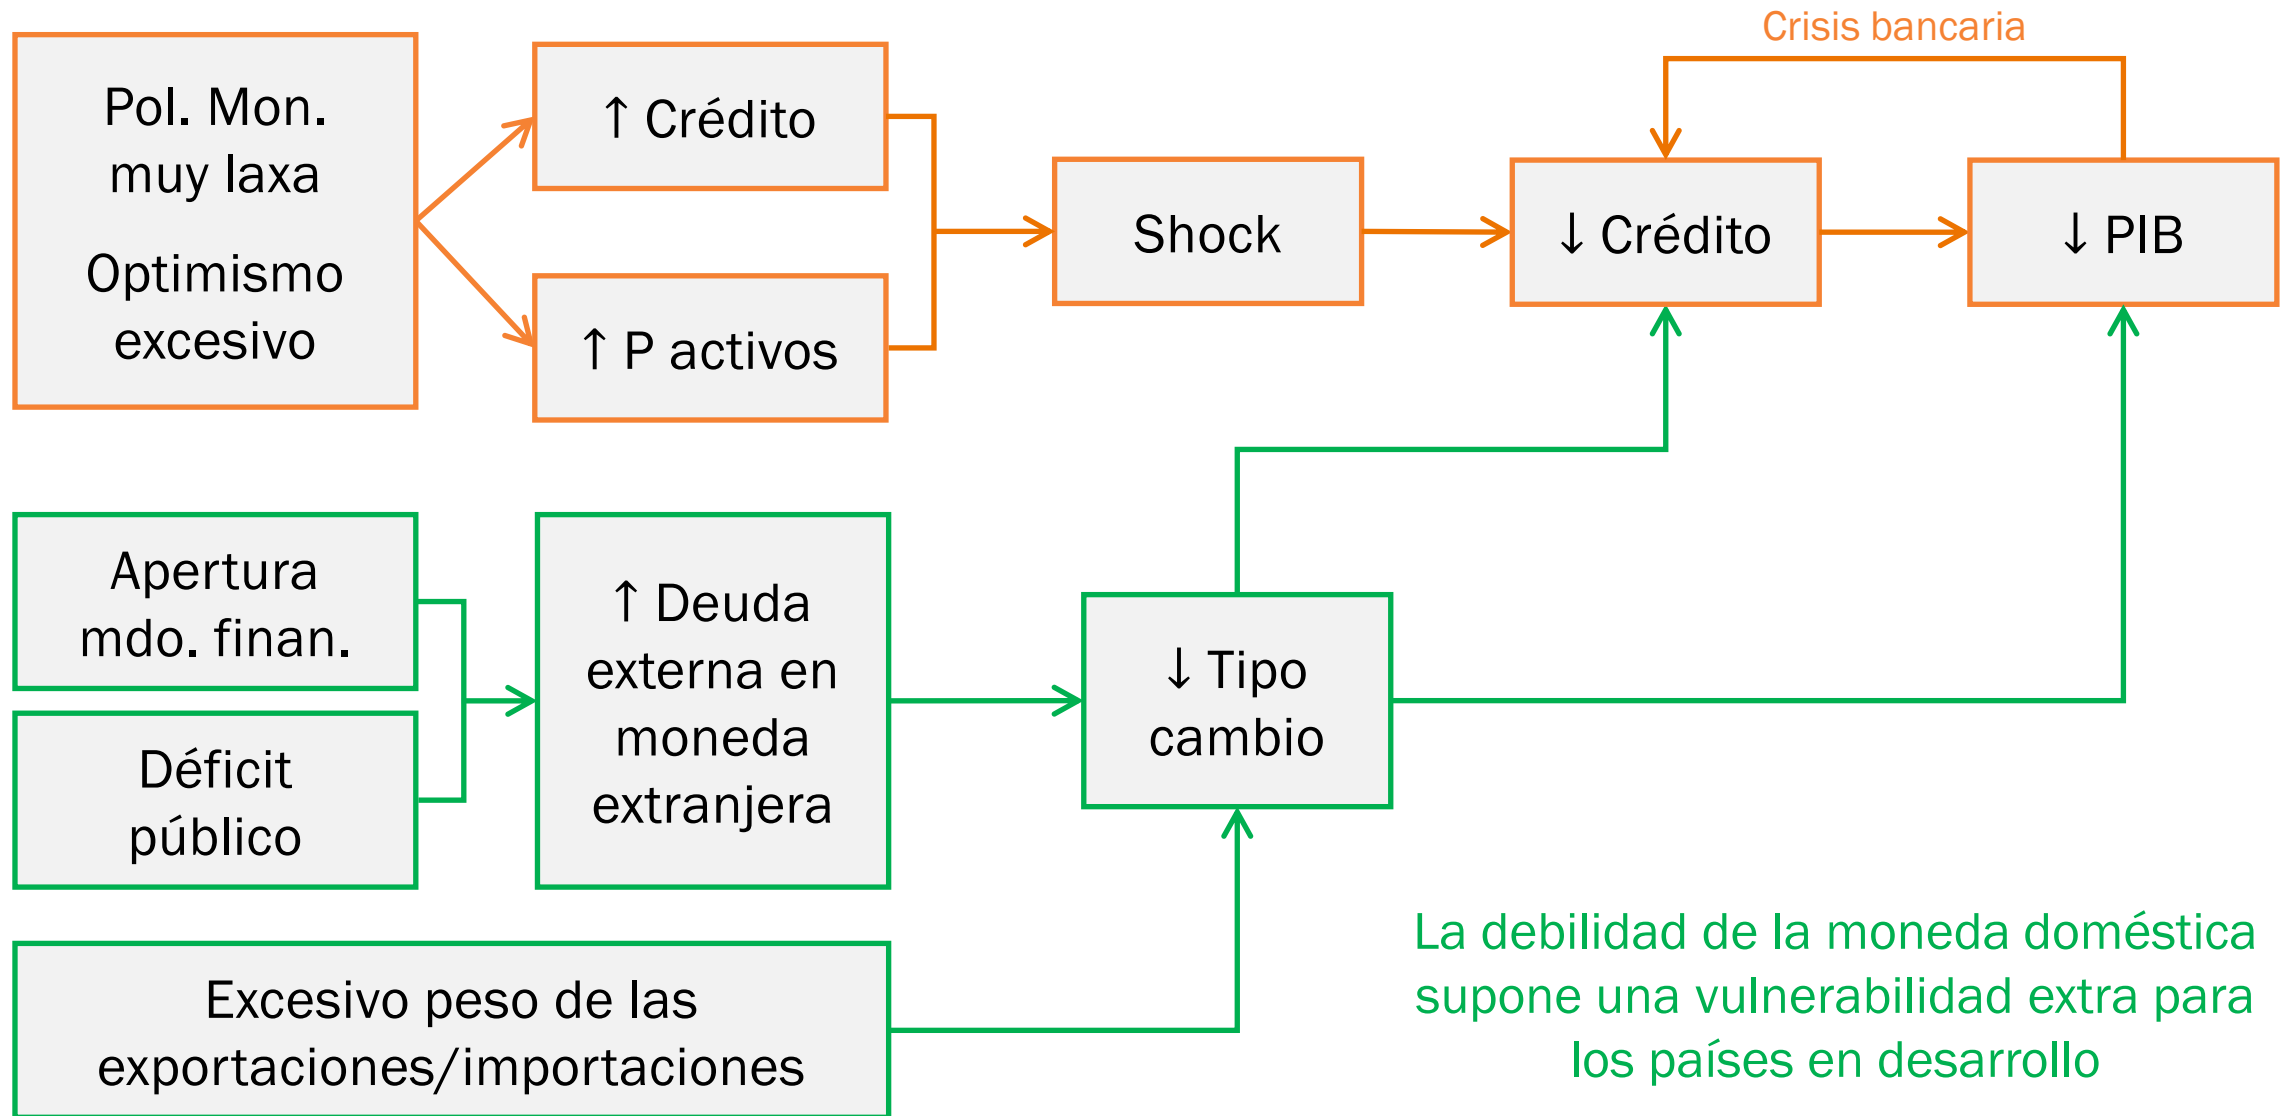 Crisis bancaria
Pol. Mon.
muy laxa
Optimismo
excesivo
↑ Crédito
↑ P activos
Shock
↓ Crédito
↓ PIB
Apertura
mdo. finan.
Déficit
público
↑ Deuda
externa en
moneda
extranjera
↓ Tipo
cambio
Excesivo peso de las
exportaciones/importaciones
La debilidad de la moneda doméstica
supone una vulnerabilidad extra para
los países en desarrollo